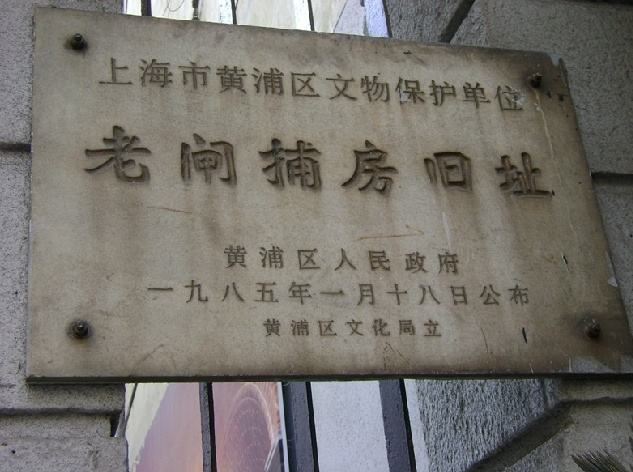 上海市黄浦区文物保护单位
老闸捕房旧址
黄浦区人民政府
一九八五年一月十八日公布
黄浦区文化局立